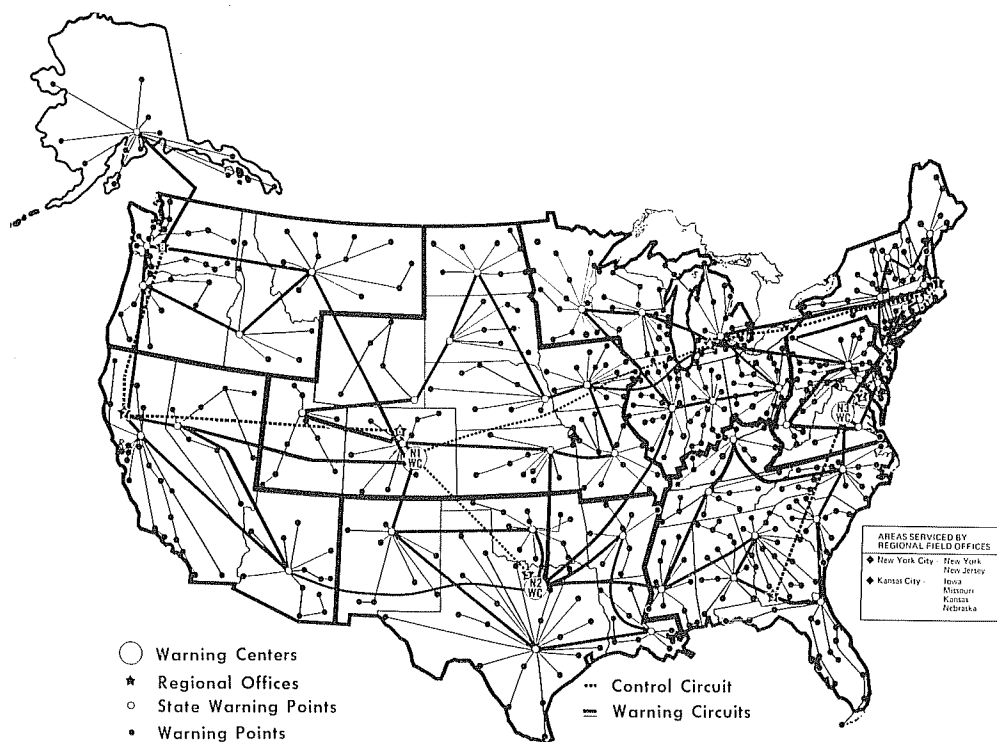 N1
WC
N2
WC
N3
WC
AREAS SERVICED BY
REGIONAL FIELD OFFICES
New York City - New York
New Jersey
Kansas City - Iowa
Missouri
Kansas
Nebraska
Warning Centers
Regional Offices
State Warning Points
Warning Points
Control Circuit
Warning Circuits